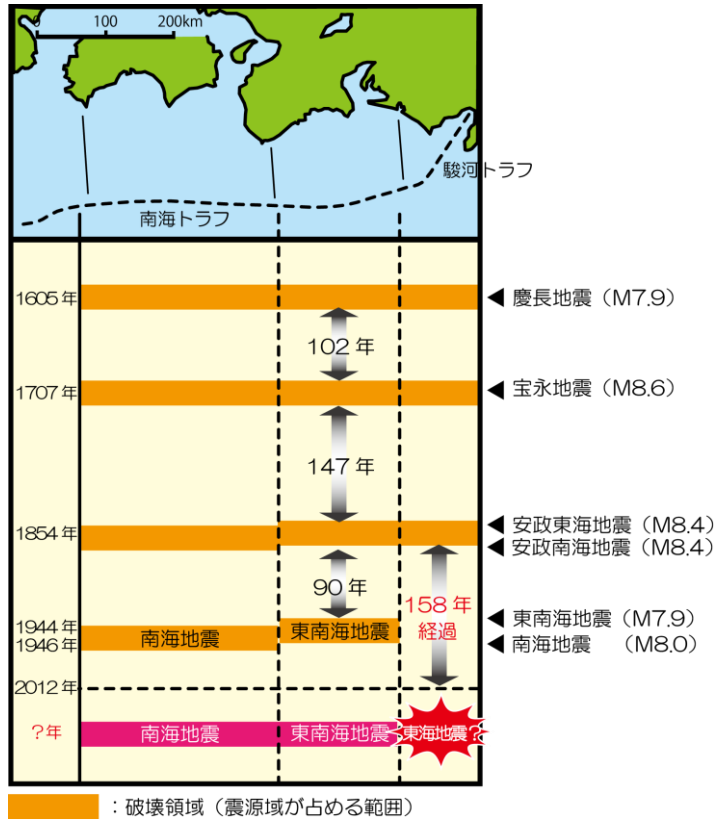 0 100 200km
駿河トラフ
南海トラフ
1605年
◀ 慶長地震（M7.9）
102年
1707年
◀ 宝永地震（M8.6）
147年
1854年
◀ 安政東海地震（M8.4）
◀ 安政南海地震（M8.4）
90年
158年
経過
1944年
1946年
南海地震
東南海地震
◀ 東南海地震（M7.9）
◀ 南海地震　（M8.0）
2012年
?年
南海地震
東南海地震
東海地震?
：破壊領域（震源域が占める範囲）